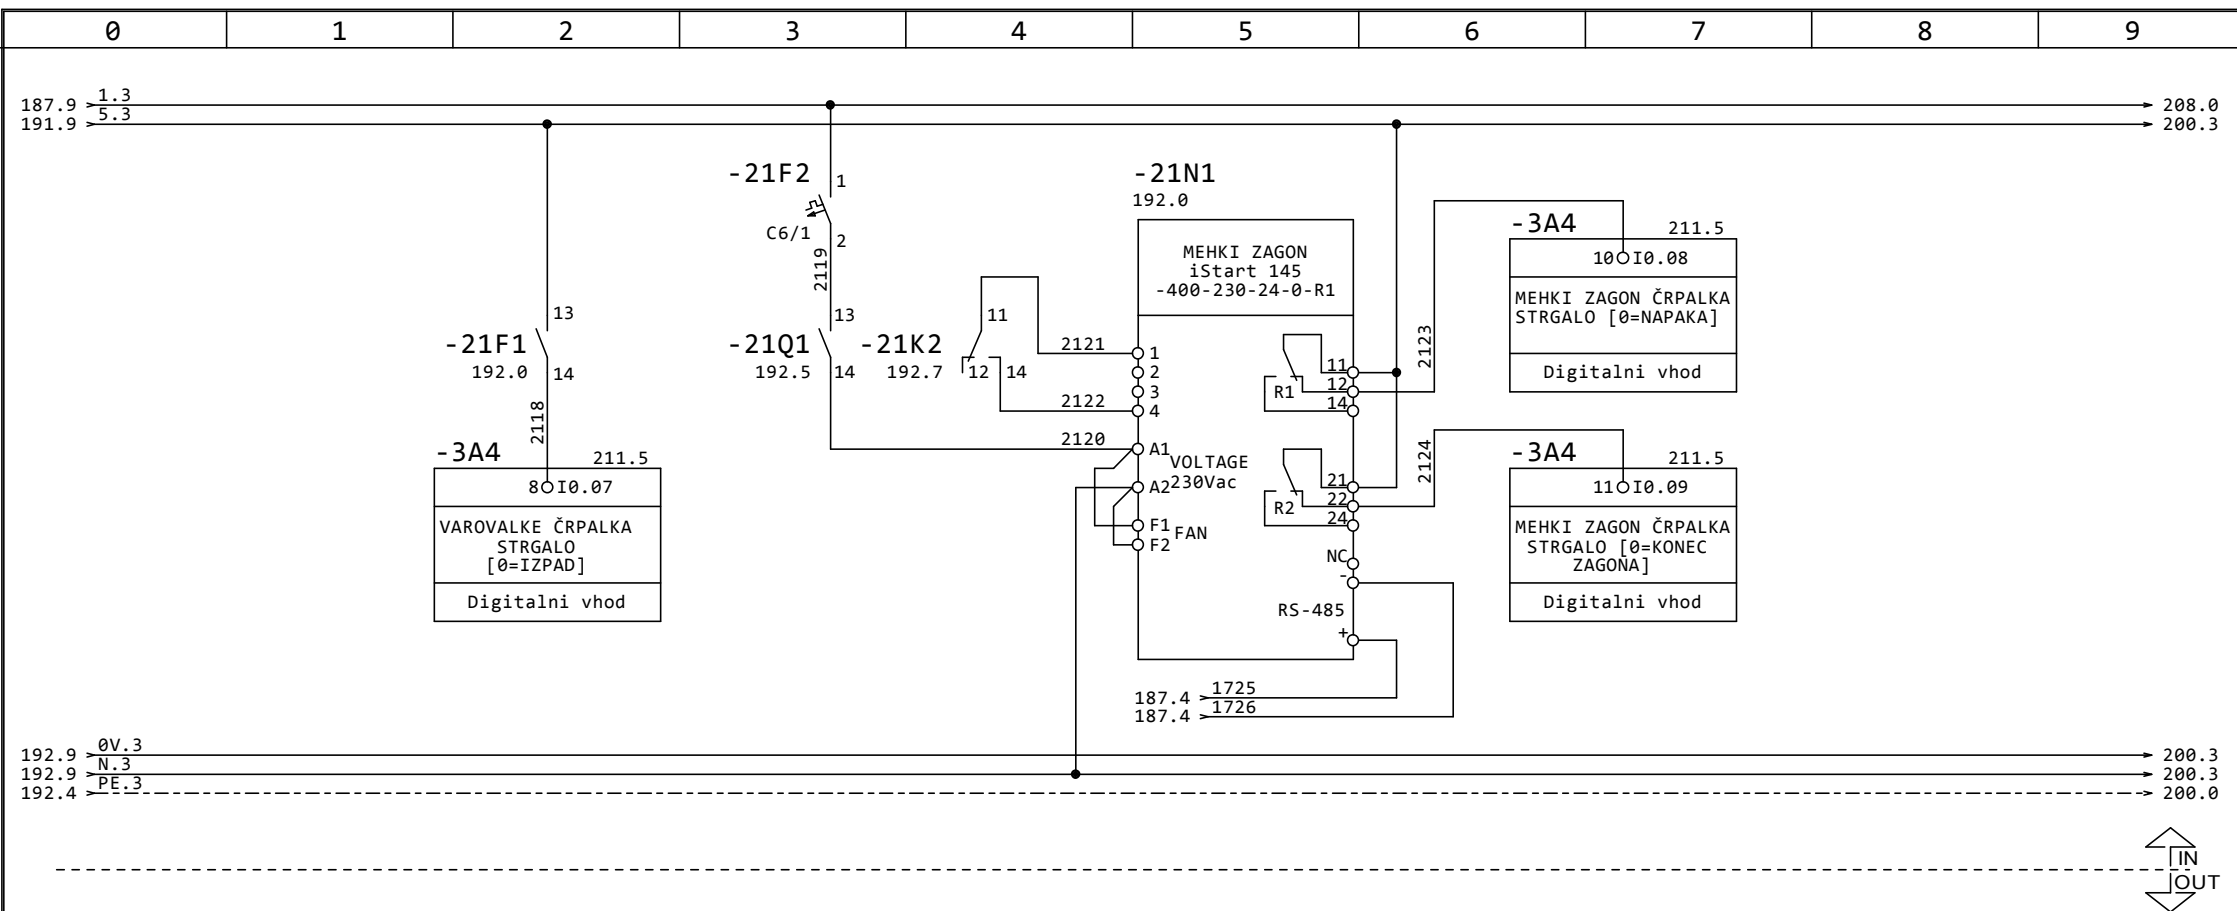 0 1 2 3 4 5 6 7 8 9
187.9 1.3 208.0
191.9 5.3 200.3
-21F2
1
C6/1
2
2119
13
-21Q1
192.5
14
13
-21F1
192.0
14
2118
-3A4
211.5
8 I0.07
VAROVALKE ČRPALKA
STRGALO
[0=IZPAD]
Digitalni vhod
-21K2
192.7
11
12 14
2121
2122
2120
-21N1
192.0
MEHKI ZAGON
iStart 145
-400-230-24-0-R1
1
2
3
4
A1
A2
VOLTAGE
230Vac
F1
F2
FAN
11
12
14
R1
21
22
24
R2
NC
-
RS-485
+
187.4 1725
187.4 1726
2123
-3A4
211.5
10 I0.08
MEHKI ZAGON ČRPALKA
STRGALO [0=NAPAKA]
Digitalni vhod
2124
-3A4
211.5
11 I0.09
MEHKI ZAGON ČRPALKA
STRGALO [0=KONEC
ZAGONA]
Digitalni vhod
192.9 0V.3 200.3
192.9 N.3 200.3
192.4 PE.3 200.0
IN
OUT